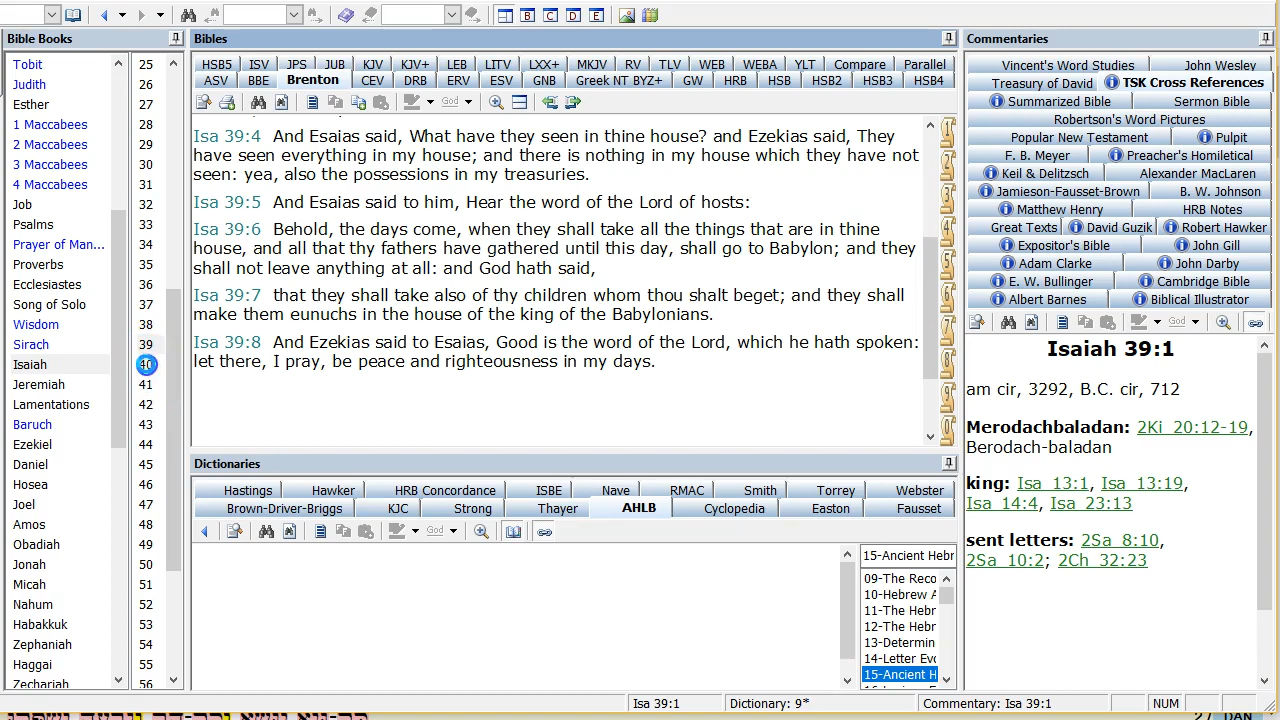 B C D E
Bible Books
Tobit
Judith
Esther
1 Maccabees
2 Maccabees
3 Maccabees
4 Maccabees
Job
Psalms
Prayer of Man...
Proverbs
Ecclesiastes
Song of Solo
Wisdom
Sirach
Isaiah
Jeremiah
Lamentations
Baruch
Ezekiel
Daniel
Hosea
Joel
Amos
Obadiah
Jonah
Micah
Nahum
Habakkuk
Zephaniah
Haggai
Zechariah
25
26
27
28
29
30
31
32
33
34
35
36
37
38
39
40
41
42
43
44
45
46
47
48
49
50
51
52
53
54
55
56
Bibles
HSB5 ISV JPS JUB KJV KJV+ LEB LITV LXX+ MKJV RV TLV WEB WEBA YLT Compare Parallel
ASV BBE Brenton CEV DRB ERV ESV GNB Greek NT BYZ+ GW HRB HSB HSB2 HSB3 HSB4
God
Isa 39:4 And Esaias said, What have they seen in thine house? and Ezekias said, They
have seen everything in my house; and there is nothing in my house which they have not
seen: yea, also the possessions in my treasuries.
Isa 39:5 And Esaias said to him, Hear the word of the Lord of hosts:
Isa 39:6 Behold, the days come, when they shall take all the things that are in thine
house, and all that thy fathers have gathered until this day, shall go to Babylon; and they
shall not leave anything at all: and God hath said,
Isa 39:7 that they shall take also of thy children whom thou shalt beget; and they shall
make them eunuchs in the house of the king of the Babylonians.
Isa 39:8 And Ezekias said to Esaias, Good is the word of the Lord, which he hath spoken:
let there, I pray, be peace and righteousness in my days.
1
2
3
4
5
6
7
8
9
0
Dictionaries
Hastings Hawker HRB Concordance ISBE Nave RMAC Smith Torrey Webster
Brown-Driver-Briggs KJC Strong Thayer AHLB Cyclopedia Easton Fausset
God
15-Ancient Hebr
09-The Reco
10-Hebrew A
11-The Hebr
12-The Hebr
13-Determin
14-Letter Evo
15-Ancient H
Commentaries
Vincent's Word Studies John Wesley
Treasury of David TSK Cross References
Summarized Bible Sermon Bible
Robertson's Word Pictures
Popular New Testament Pulpit
F. B. Meyer Preacher's Homiletical
Keil & Delitzsch Alexander MacLaren
Jamieson-Fausset-Brown B. W. Johnson
Matthew Henry HRB Notes
Great Texts David Guzik Robert Hawker
Expositor's Bible John Gill
Adam Clarke John Darby
E. W. Bullinger Cambridge Bible
Albert Barnes Biblical Illustrator
God
Isaiah 39:1
am cir, 3292, B.C. cir, 712
Merodachbaladan: 2Ki 20:12-19,
Berodach-baladan
king: Isa 13:1, Isa 13:19,
Isa 14:4, Isa 23:13
sent letters: 2Sa 8:10,
2Sa 10:2; 2Ch 32:23
Isa 39:1 Dictionary: 9* Commentary: Isa 39:1 NUM
27 DAN